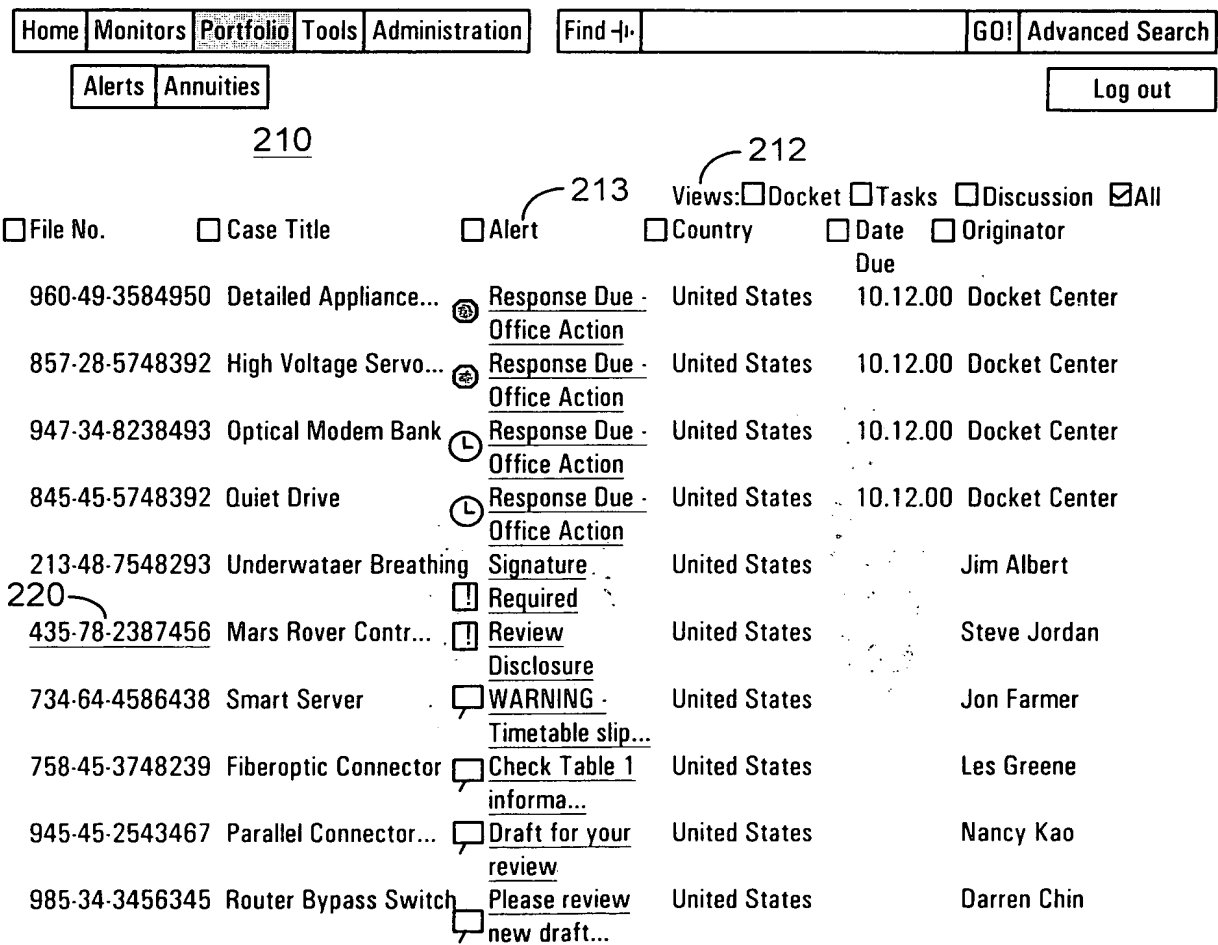 Home Monitors Portfolio Tools Administration Find GO! Advanced Search
Alerts Annuities Log out
210
212
213
Views: Docket Tasks Discussion All
File No. Case Title Alert Country Date Originator
Due
960-49-3584950 Detailed Appliance... Response Due - United States 10.12.00 Docket Center
Office Action
857-28-5748392 High Voltage Servo... Response Due - United States 10.12.00 Docket Center
Office Action
947-34-8238493 Optical Modem Bank Response Due - United States 10.12.00 Docket Center
Office Action
845-45-5748392 Quiet Drive Response Due - United States 10.12.00 Docket Center
Office Action
213-48-7548293 Underwataer Breathing Signature United States Jim Albert
220 ! Required
435-78-2387456 Mars Rover Contr... ! Review United States Steve Jordan
Disclosure
734-64-4586438 Smart Server WARNING - United States Jon Farmer
Timetable slip...
758-45-3748239 Fiberoptic Connector Check Table 1 United States Les Greene
informa...
945-45-2543467 Parallel Connector... Draft for your United States Nancy Kao
review
985-34-3456345 Router Bypass Switch Please review United States Darren Chin
new draft...